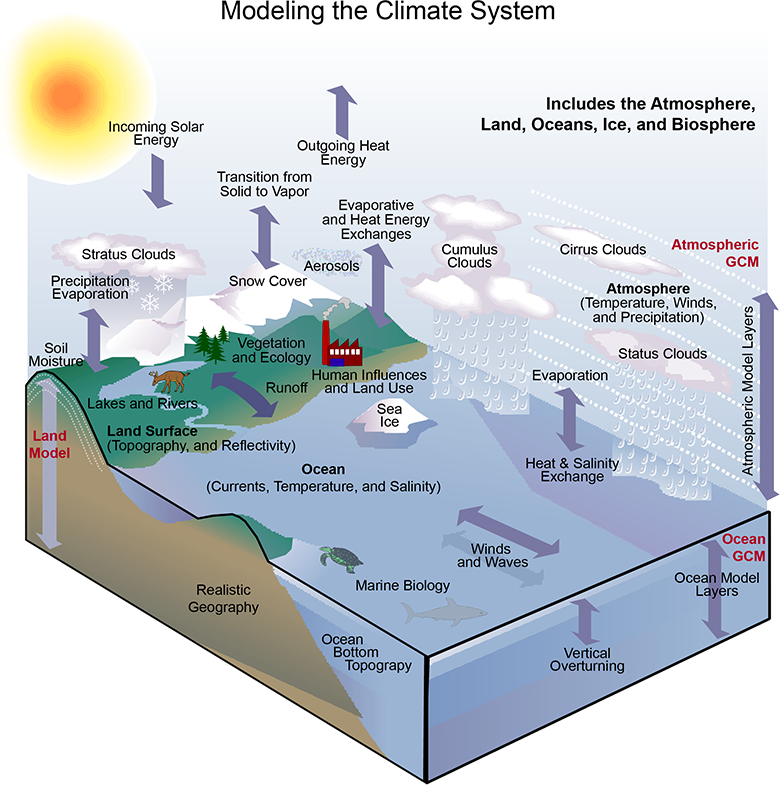 Modeling the Climate System
Includes the Atmosphere,
Land, Oceans, Ice, and Biosphere
Incoming Solar
Energy
Outgoing Heat
Energy
Transition from
Solid to Vapor
Evaporative
and Heat Energy
Exchanges
Stratus Clouds
Precipitation
Evaporation
Snow Cover
Aerosols
Cumulus
Clouds
Cirrus Clouds
Atmospheric
GCM
Atmosphere
(Temperature, Winds,
and Precipitation)
Status Clouds
Atmospheric Model Layers
Soil
Moisture
Vegetation
and Ecology
Human Influences
and Land Use
Runoff
Lakes and Rivers
Land Surface
(Topography, and Reflectivity)
Land
Model
Sea
Ice
Evaporation
Heat & Salinity
Exchange
Ocean
(Currents, Temperature, and Salinity)
Winds
and Waves
Ocean
GCM
Ocean Model
Layers
Marine Biology
Realistic
Geography
Ocean
Bottom
Topograpy
Vertical
Overturning